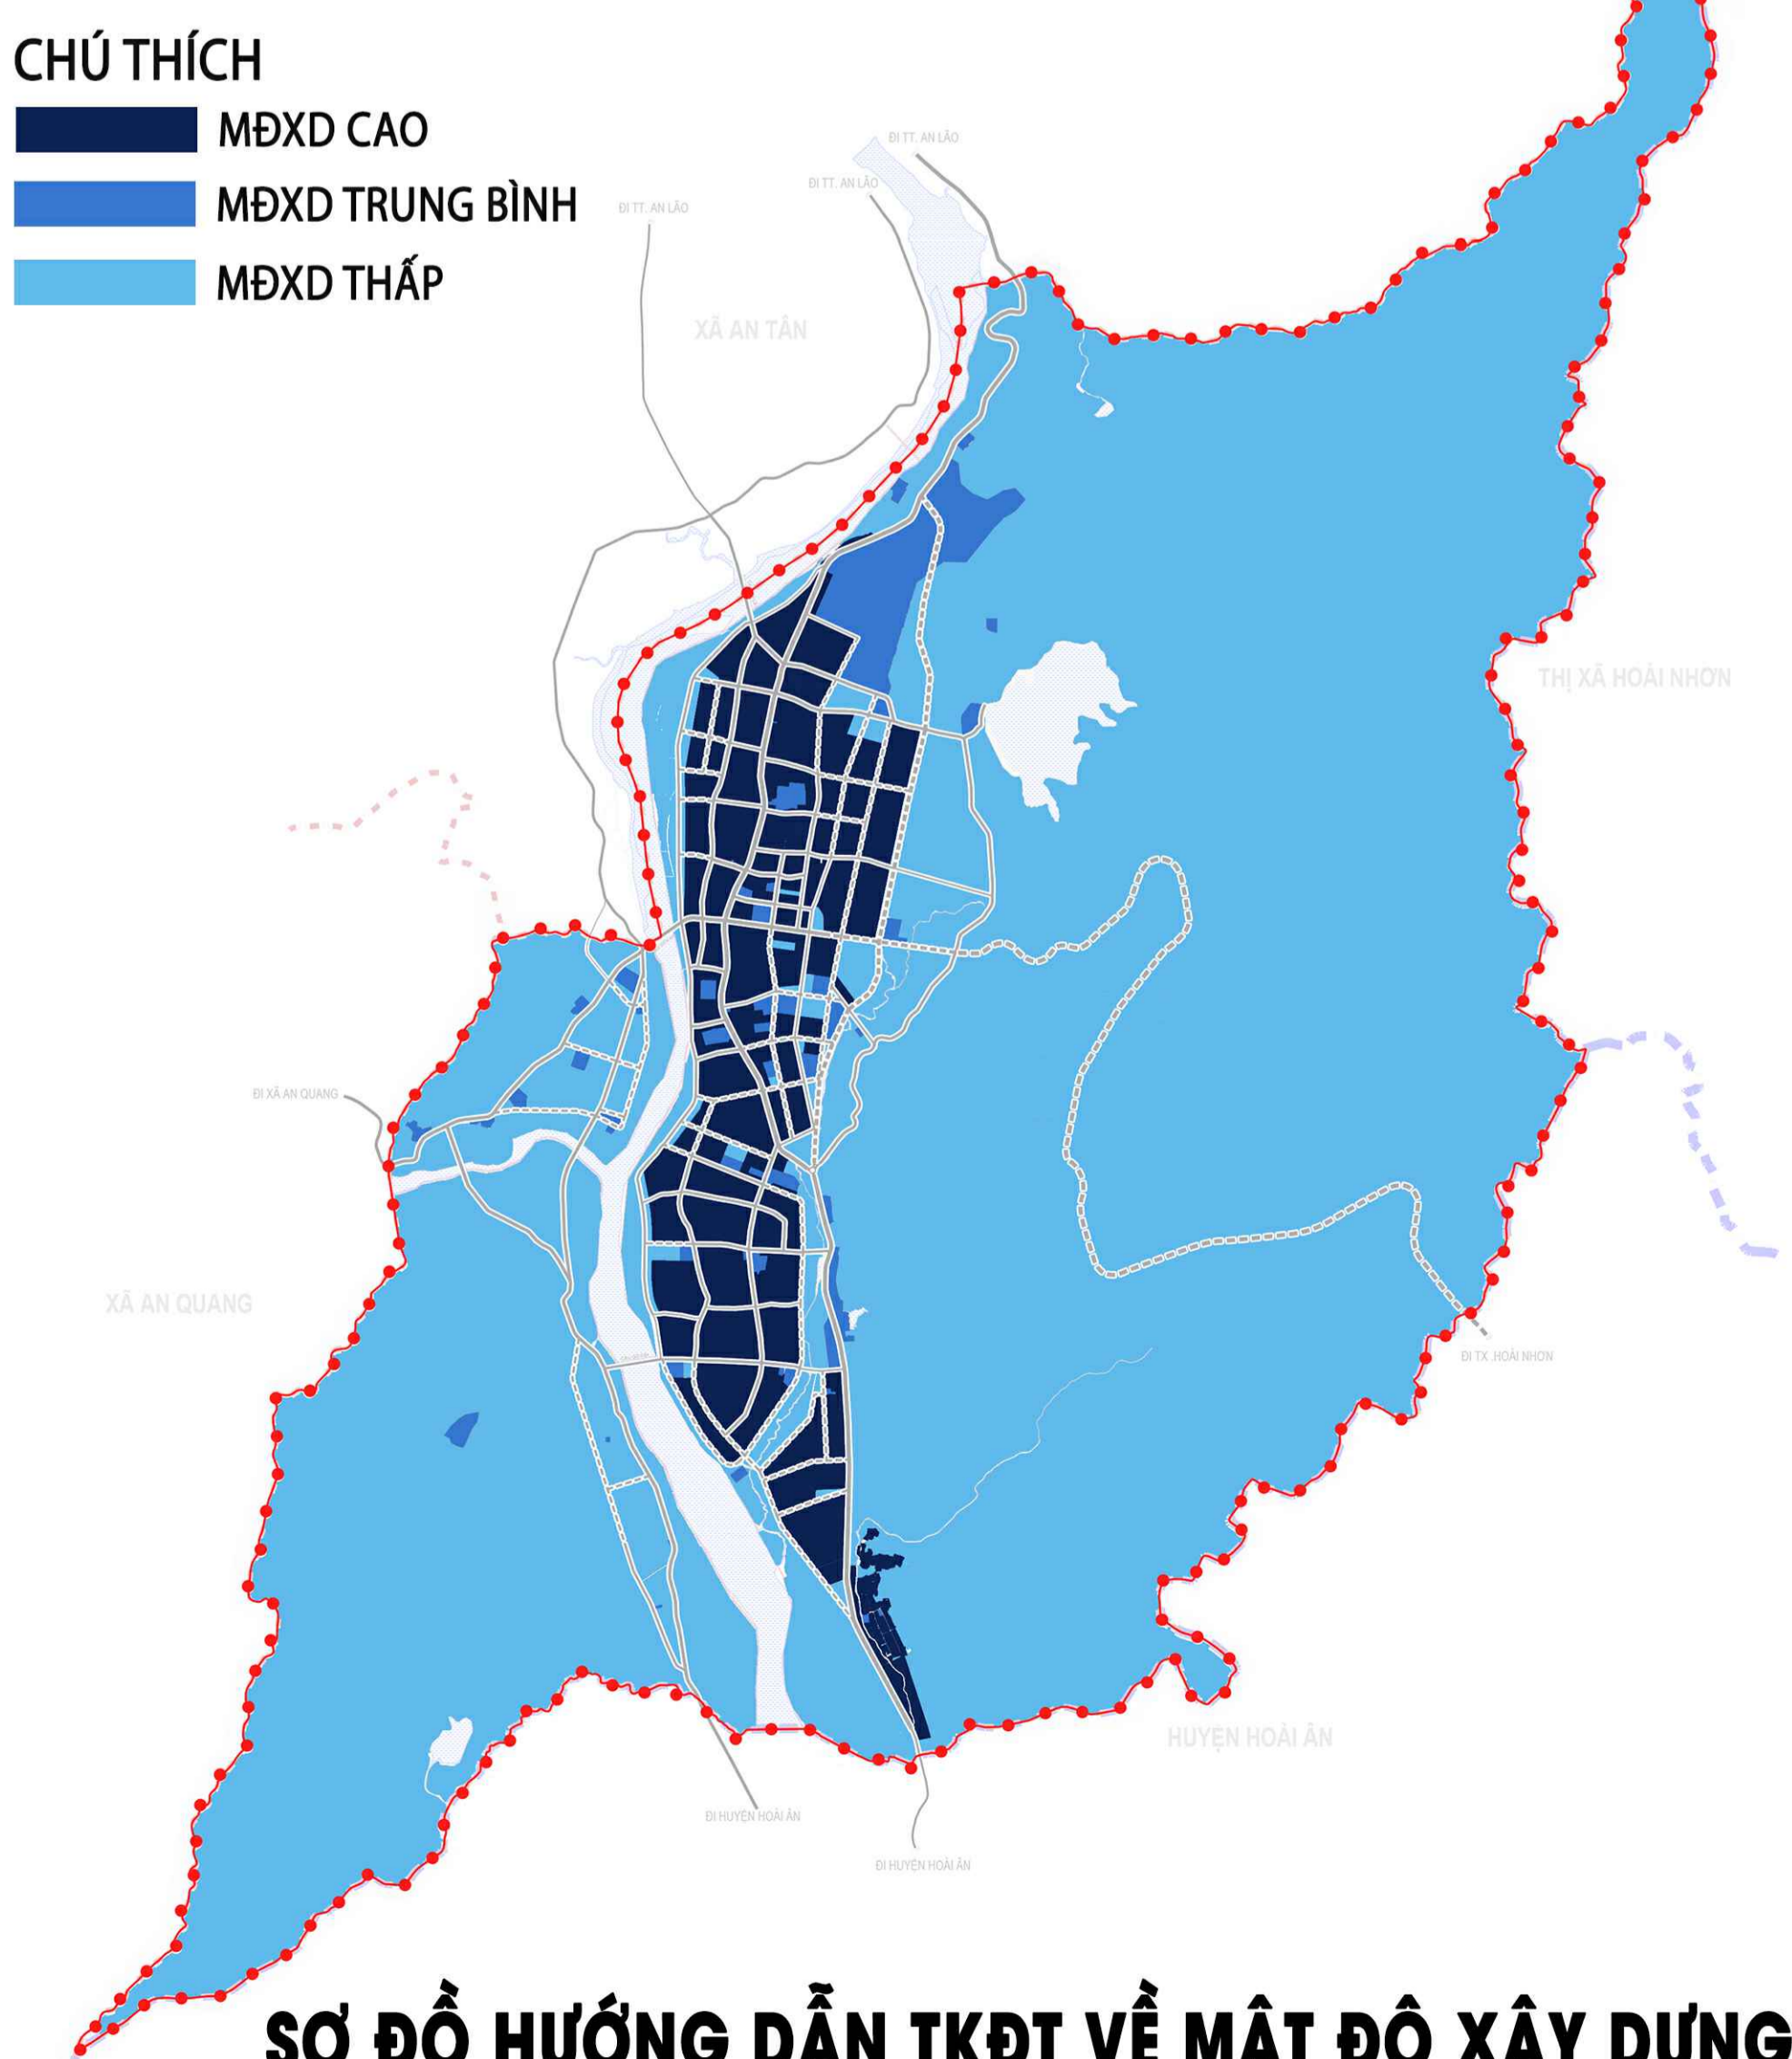 CHÚ THÍCH
MĐXD CAO
MĐXD TRUNG BÌNH
MĐXD THẤP
ĐI TT. AN LÃO
ĐI TT. AN LÃO
ĐI TT. AN LÃO
XÃ AN TÂN
THỊ XÃ HOÀI NHƠN
ĐI XÃ AN QUANG
XÃ AN QUANG
ĐI TX .HOÀI NHƠN
HUYỆN HOÀI ÂN
ĐI HUYỆN HOÀI ÂN
ĐI HUYỆN HOÀI ÂN
SƠ ĐỒ HƯỚNG DẪN TKĐT VỀ MẬT ĐỘ XÂY DỰNG